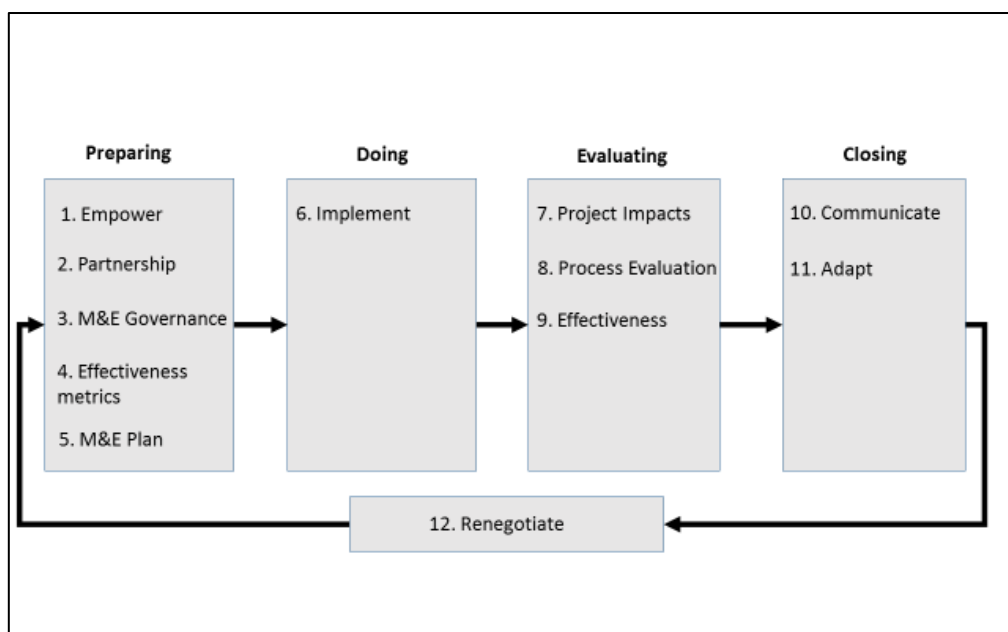 Preparing
1. Empower
2. Partnership
3. M&E Governance
4. Effectiveness
metrics
5. M&E Plan
Doing
6. Implement
Evaluating
7. Project Impacts
8. Process Evaluation
9. Effectiveness
Closing
10. Communicate
11. Adapt
12. Renegotiate